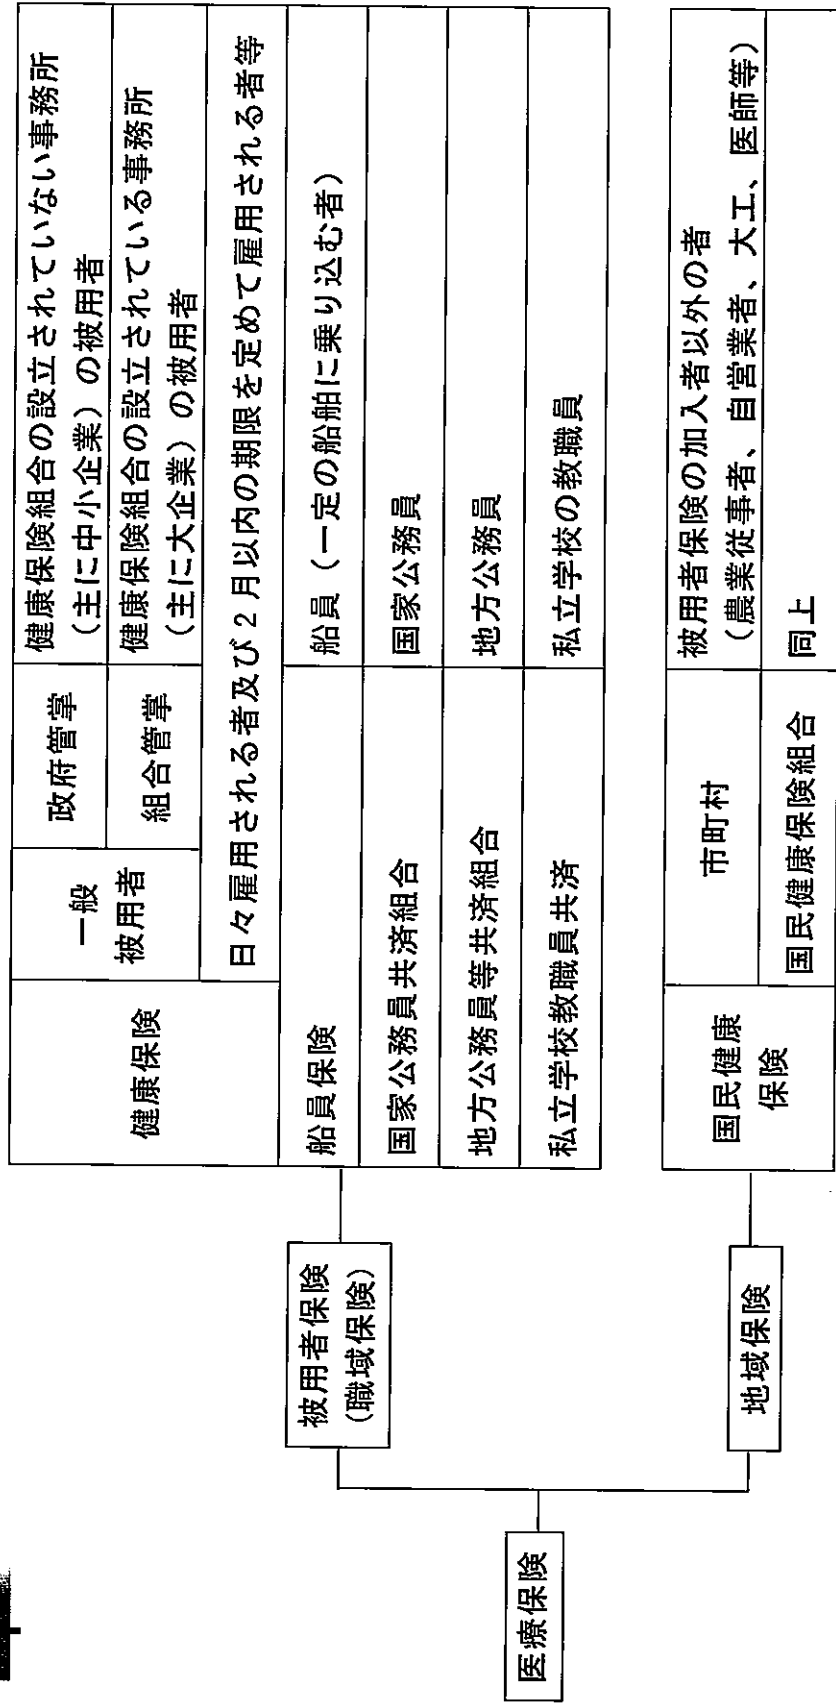 医療保険
被用者保険
(職域保険)
健康保険
一般
被用者
政府管掌
健康保険組合の設立されていない事務所
(主に中小企業)の被用者
組合管掌
健康保険組合の設立されている事務所
(主に大企業)の被用者
日々雇用される者及び2月以内の期限を定めて雇用される者等
船員保険
船員(一定の船舶に乗り込む者)
国家公務員共済組合
国家公務員
地方公務員等共済組合
地方公務員
私立学校教職員共済
私立学校の教職員
地域保険
国民健康
保険
市町村
被用者保険の加入者以外の者
(農業従事者、自営業者、大工、医師等)
国民健康保険組合
同上